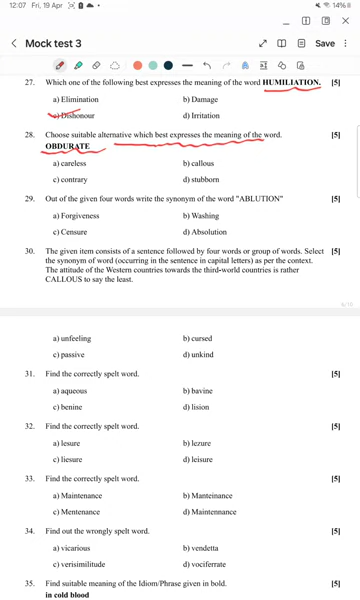 12:07 Fri, 19 Apr
14%
Mock test 3
Save
27. Which one of the following best expresses the meaning of the word HUMILIATION. [5]
a) Elimination b) Damage
c) Dishonour d) Irritation
28. Choose suitable alternative which best expresses the meaning of the word. [5]
OBDURATE
a) careless b) callous
c) contrary d) stubborn
29. Out of the given four words write the synonym of the word "ABLUTION" [5]
a) Forgiveness b) Washing
c) Censure d) Absolution
30. The given item consists of a sentence followed by four words or group of words. Select [5]
the synonym of word (occurring in the sentence in capital letters) as per the context.
The attitude of the Western countries towards the third-world countries is rather
CALLOUS to say the least.
a) unfeeling b) cursed
c) passive d) unkind
31. Find the correctly spelt word. [5]
a) aqueous b) bavine
c) benine d) lision
32. Find the correctly spelt word. [5]
a) lesure b) lezure
c) liesure d) leisure
33. Find the correctly spelt word. [5]
a) Maintenance b) Manteinance
c) Mentenance d) Maintennance
34. Find out the wrongly spelt word. [5]
a) vicarious b) vendetta
c) verisimilitude d) vociferrate
35. Find suitable meaning of the Idiom/Phrase given in bold. [5]
in cold blood